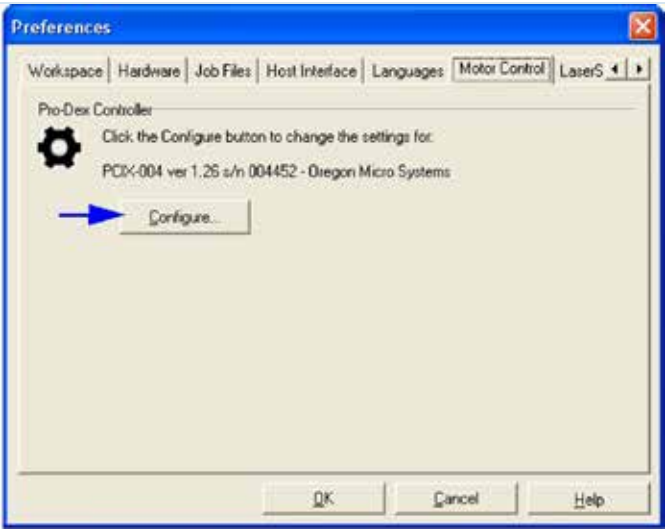 Preferences
Workspace Hardware Job Files Host Interface Languages Motor Control LaserS
Pro-Dex Controller
Click the Configure button to change the settings for:
PCIX-004 ver 1.26 s/n 004452 - Oregon Micro Systems
Configure...
OK Cancel Help